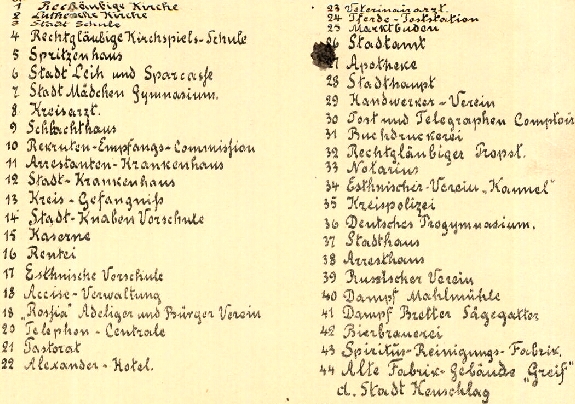 1 Rechtläubige Kirche
2 Lutherische Kirche
3 Stadt Schule
4 Rechtgläubige Kirchspiels-Schule
5 Spritzenhaus
6 Stadt Leih und Sparcasse
7 Stadt Mädchen Gymnasium.
8 Kreisarzt.
9 Schlachthaus
10 Rekruten-Empfangs-Commission
11 Arrestanten-Krankenhaus
12 Stadt-Krankenhaus
13 Kreis-Gefangniß
14 Stadt-Knaben Vorschule
15 Kaserne
16 Rentei
17 Esthnische Vorschule
18 Accise-Verwaltung
18 "Rossia" Adeliger und Bürger Verein
20 Telephon-Centrale
21 Pastorat
22 Alexander-Hotel.
23 Veterinairarzt.
24 Pferde-Poststation
25 Marktbuden
26 Stadtamt
Apotheke
28 Stadthaupt
29 Handwerker-Verein
30 Post und Telegraphen Comptoir
31 Buchdruckerei
32 Rechtgläubiger Propst.
33 Notarius
34 Esthnischer-Verein "Kannel"
35 Kreispolizei
36 Deutsches Progymnasium.
37 Stadthaus
38 Arresthaus
39 Russischer Verein
40 Dampf Mahlmühle
41 Dampf Bretter Sägegatter
42 Bierbrauerei
43 Spiritus-Reinigungs-Fabrik.
44 Alte Fabrik-Gebäude "Greif"
d. Stadt Heuschlag